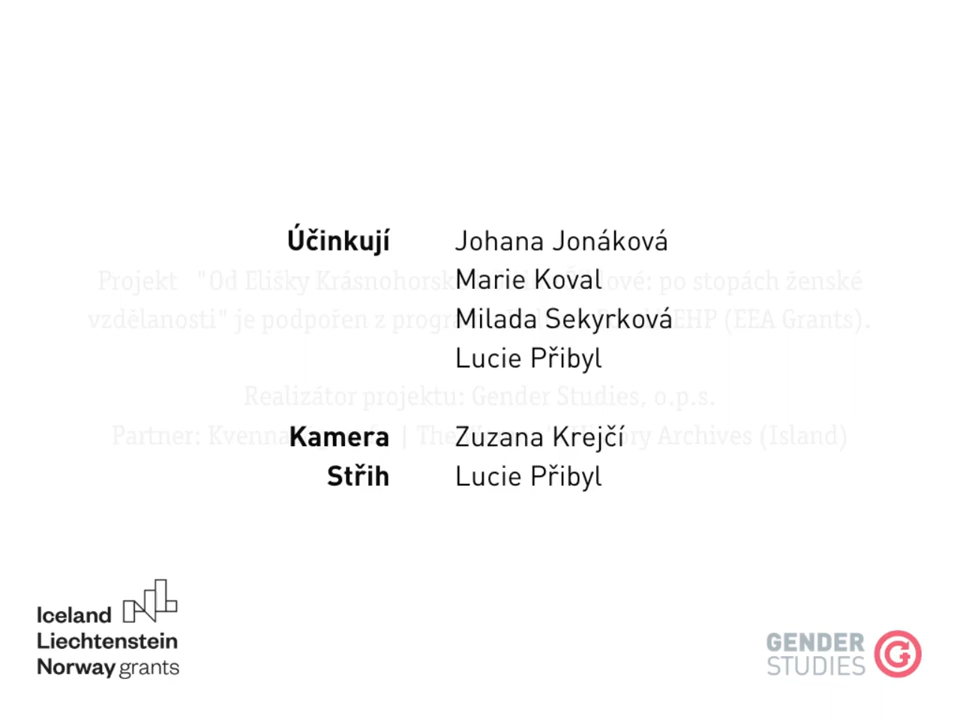 Účinkují Johana Jonáková
Projekt "Od Elišky Krásnohorsk lové: po stopách ženské
Marie Koval
vzdělanosti" je podpořen z progr EHP (EEA Grants).
Milada Sekyrková
Lucie Přibyl
Realizátor projektu: Gender Studies, o.p.s.
Partner: Kvenna | The Archives (Island)
Kamera Zuzana Krejčí
Střih Lucie Přibyl
Iceland
Liechtenstein
Norway grants
GENDER
STUDIES